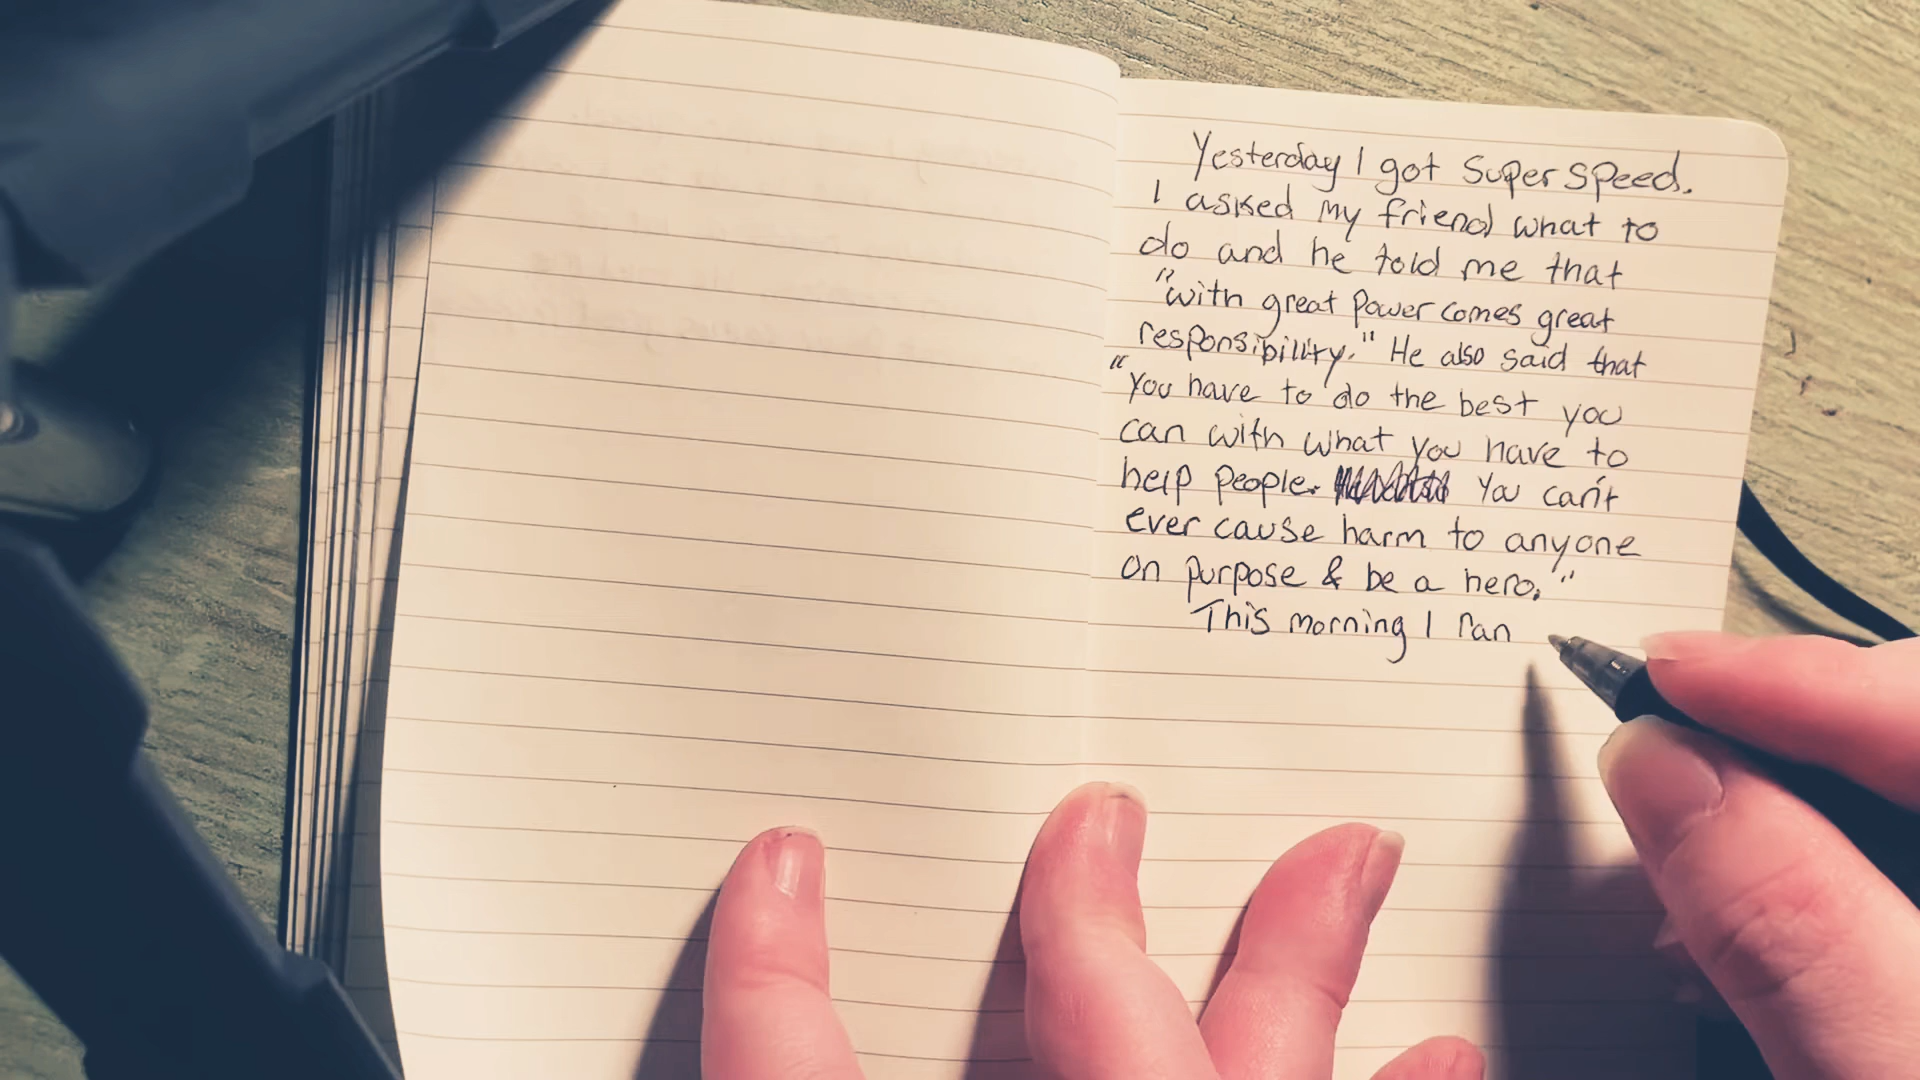 Yesterday I got Super Speed.
I asked my friend what to
do and he told me that
"with great power comes great
responsibility." He also said that
"You have to do the best you
can with what you have to
help people. You can't
ever cause harm to anyone
on purpose & be a hero."
This morning I ran